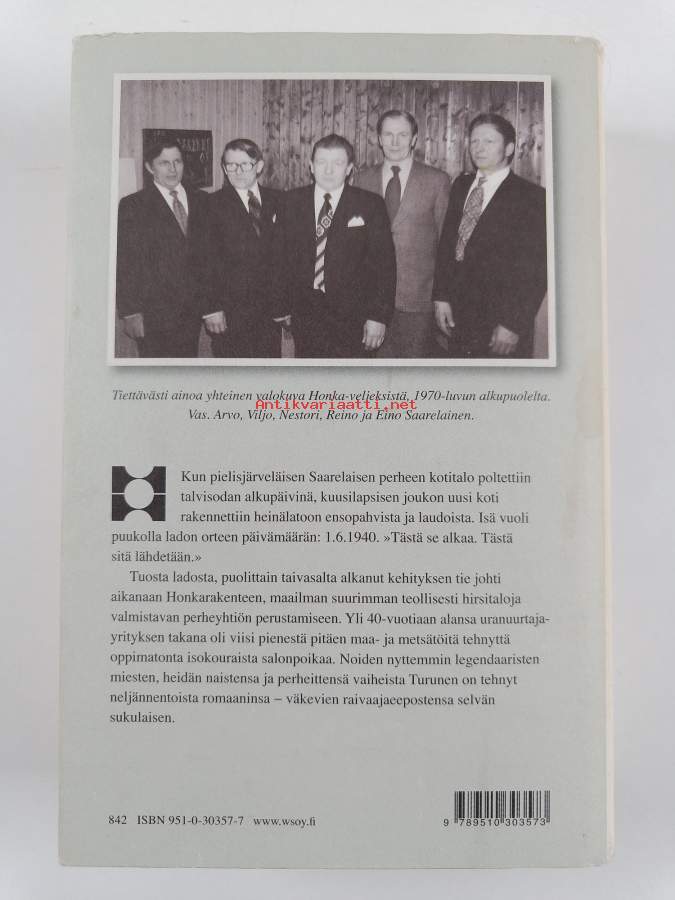 Tiettävästi ainoa yhteinen valokuva Honka-veljeksistä, 1970-luvun alkupuolelta.
Antikvariaatti.net
Vas. Arvo, Viljo, Nestori, Reino ja Eino Saarelainen.
Kun pielisjärveläisen Saarelaisen perheen kotitalo poltettiin
talvisodan alkupäivinä, kuusilapsisen joukon uusi koti
rakennettiin heinälatoon ensopahvista ja laudoista. Isä vuoli
puukolla ladon orteen päivämäärän: 1.6.1940. »Tästä se alkaa. Tästä
sitä lähdetään.»
Tuosta ladosta, puolittain taivasalta alkanut kehityksen tie johti
aikanaan Honkarakenteen, maailman suurimman teollisesti hirsitaloja
valmistavan perheyhtiön perustamiseen. Yli 40-vuotiaan alansa uranuurtaja-
yrityksen takana oli viisi pienestä pitäen maa- ja metsätöitä tehnyttä
oppimatonta isokouraista salonpoikaa. Noiden nyttemmin legendaaristen
miesten, heidän naistensa ja perheittensä vaiheista Turunen on tehnyt
neljännentoista romaaninsa – väkevien raivaajaeepostensa selvän
sukulaisen.
842 ISBN 951-0-30357-7 www.wsoy.fi
9 789510 303573